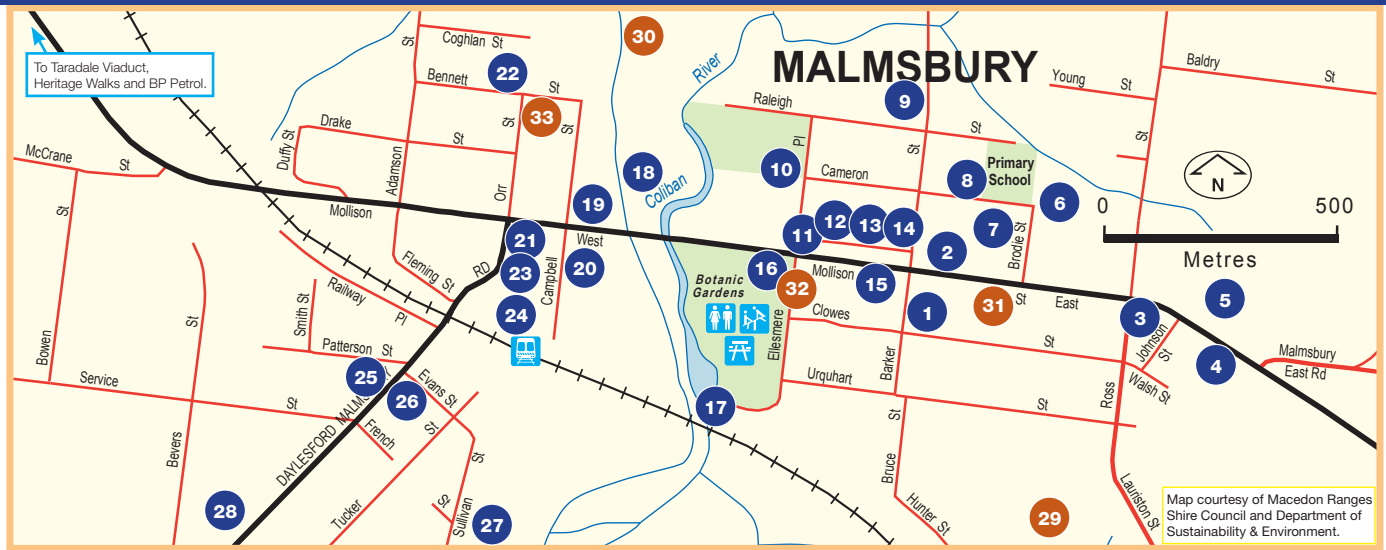 MALMSBURY
To Taradale Viaduct,
Heritage Walks and BP Petrol.
Coghlan St
St
Bennett St
22
33
30
River
Raleigh St
9
Young St
Baldry St
St
Drake St
Duffy St
St
St
Pl
St
McCrane St
Adamson
Orr
18
Coliban
10
Cameron
8
Primary
School
6
N
0 500
Metres
St
Mollison
19
West
11
12
13
14
2
7
Brodie St
21
20
23
Campbell
24
RD
Fleming St
Railway Pl
Smith St
St
Bowen
Botanic
Gardens
16
32
Mollison
15
St
East
31
1
Clowes
Ellesmere
3
5
Johnson St
4
Malmsbury
East Rd
Patterson St
25
26
Evans St
Service St
French
St
17
Urquhart St
Barker
Walsh St
Ross
Bevers
DAYLESFORD MALMS
Y
28
Tucker
St
St
Sullivan
27
St
Bruce
Hunter St
29
Lauriston St
Map courtesy of Macedon Ranges
Shire Council and Department of
Sustainability & Environment.